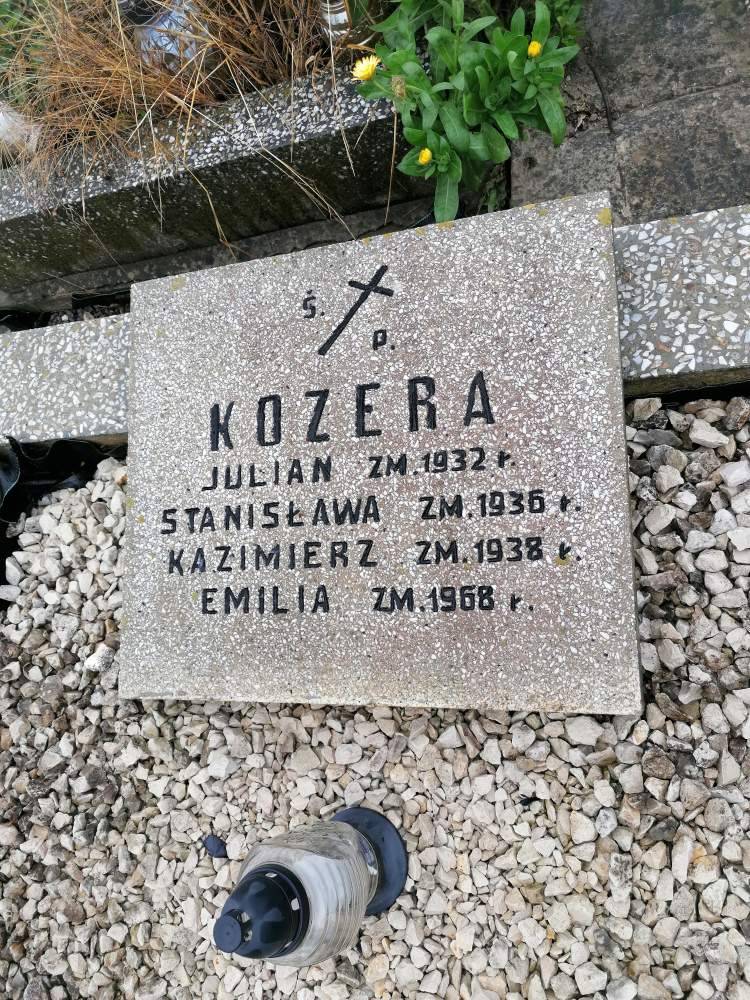 Ś. P.
KOZERA
JULIAN ZM. 1932 r.
STANISŁAWA ZM. 1936 r.
KAZIMIERZ ZM. 1938 r.
EMILIA ZM. 1968 r.